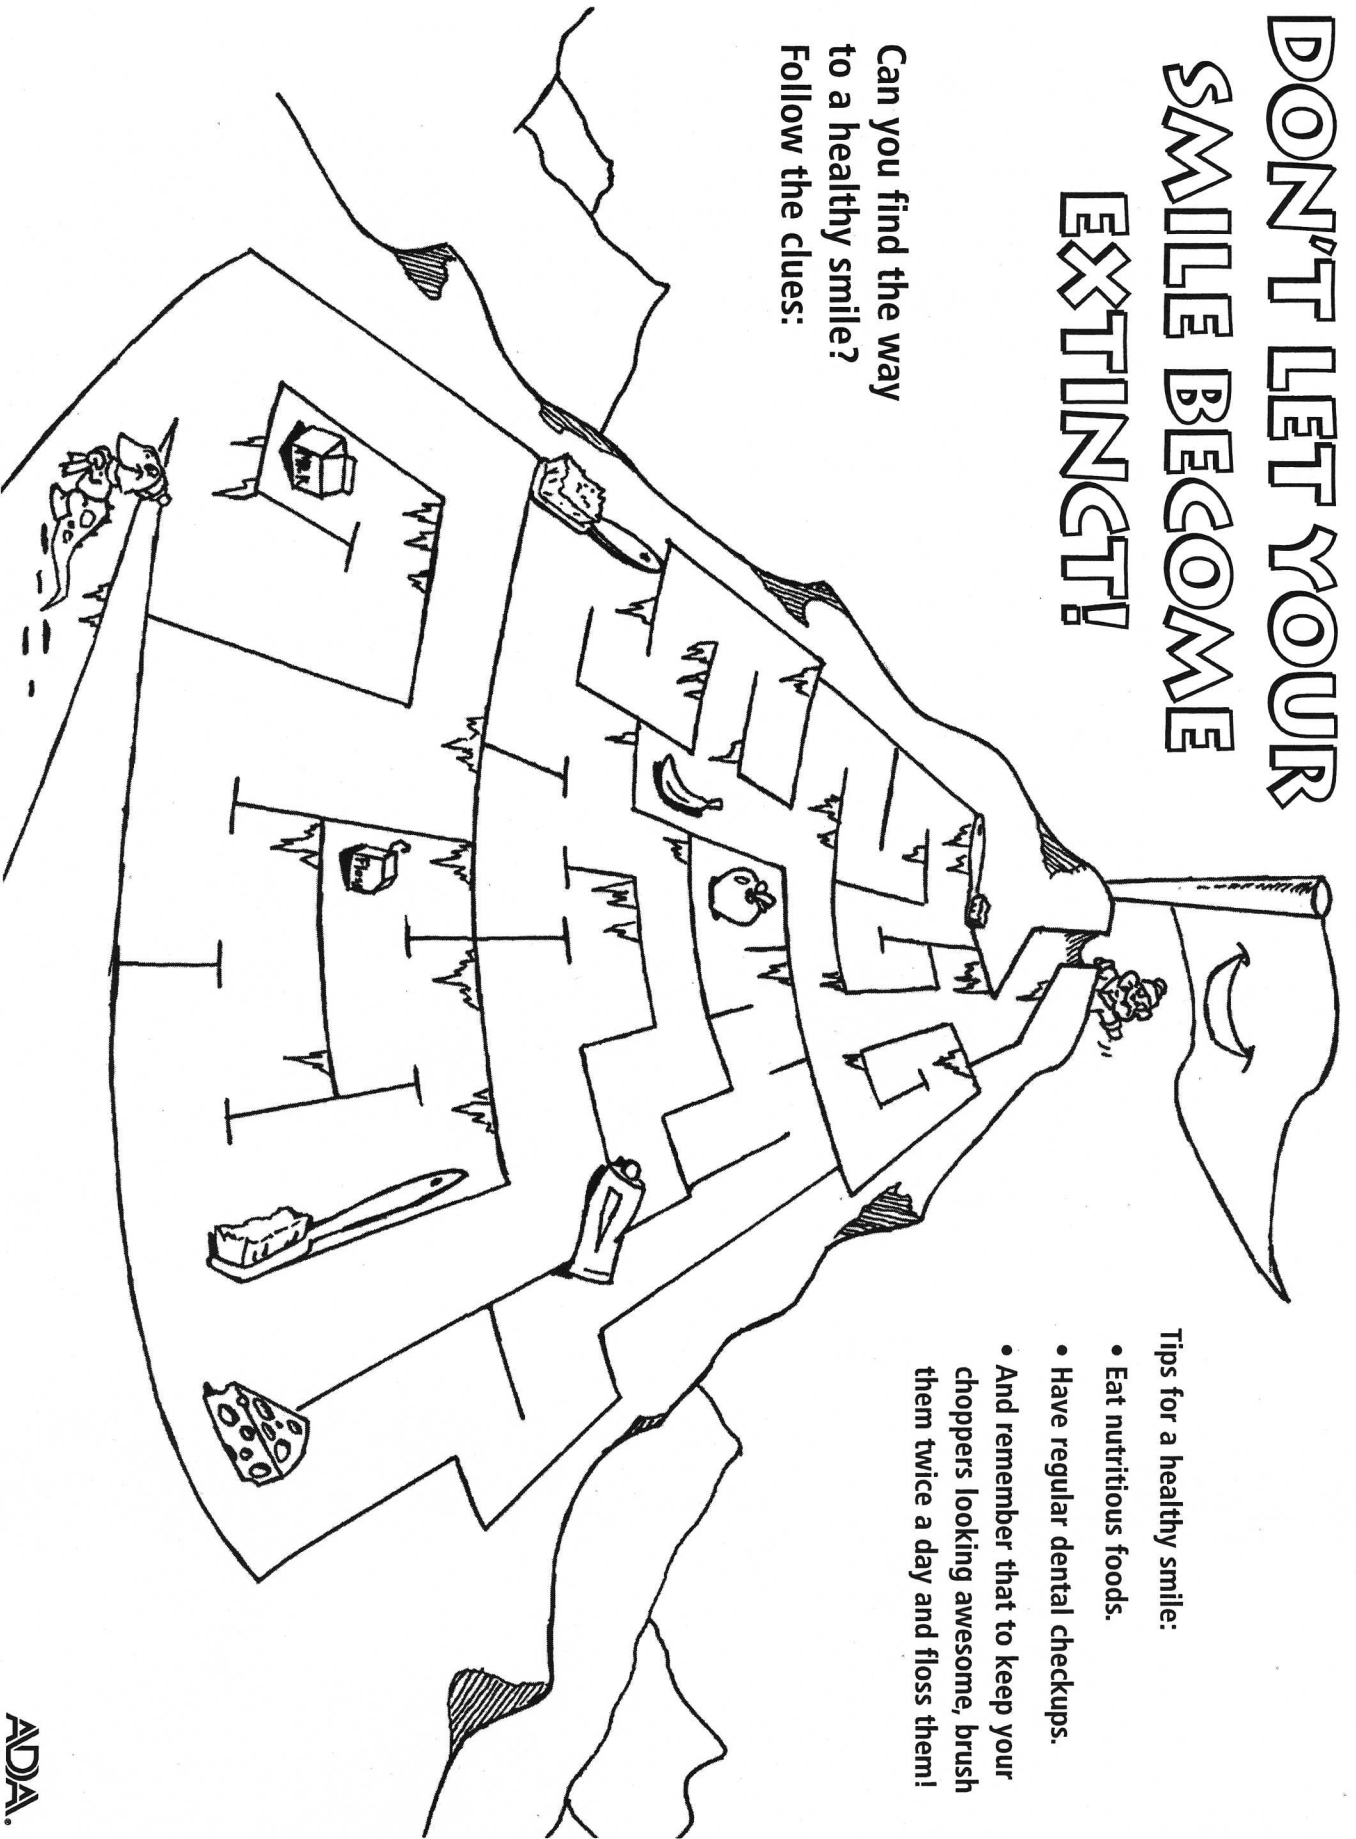 DON'T LET YOUR
SMILE BECOME
EXTINCT!
Can you find the way
to a healthy smile?
Follow the clues:
Tips for a healthy smile:
• Eat nutritious foods.
• Have regular dental checkups.
• And remember that to keep your
choppers looking awesome, brush
them twice a day and floss them!
Milk
Floss
ADA.